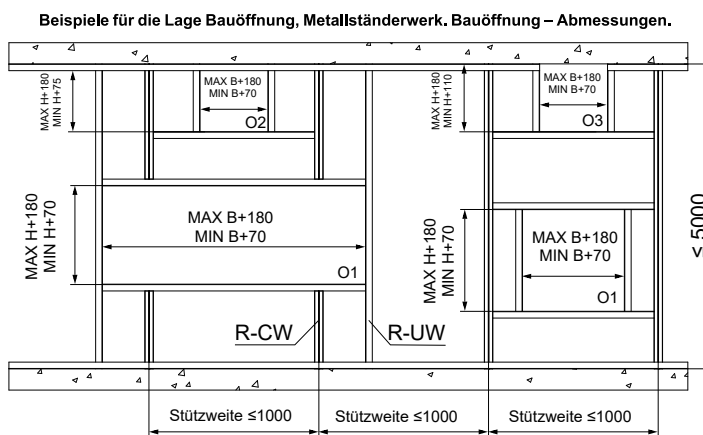 Beispiele für die Lage Bauöffnung, Metallständerwerk. Bauöffnung – Abmessungen.
MAX H+180
MIN H+75
MAX B+180
MIN B+70
O2
MAX H+180
MIN H+110
MAX B+180
MIN B+70
O3
MAX H+180
MIN H+70
MAX B+180
MIN B+70
O1
MAX H+180
MIN H+70
MAX B+180
MIN B+70
O1
≤ 5000
R-CW
R-UW
Stützweite ≤1000
Stützweite ≤1000
Stützweite ≤1000